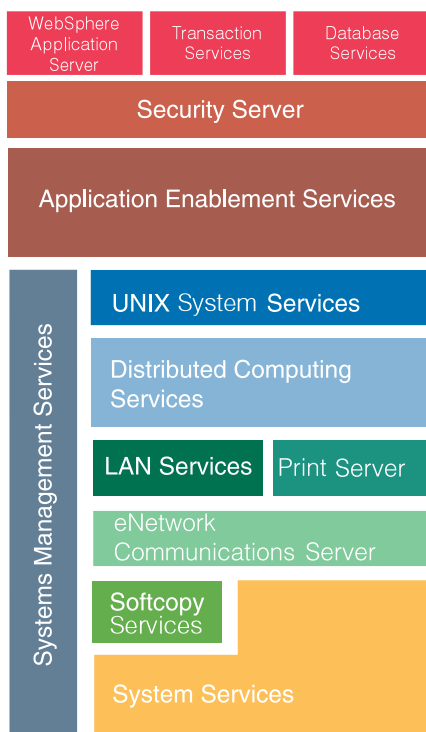 WebSphere
Application
Server
Transaction
Services
Database
Services
Security Server
Application Enablement Services
Systems Management Services
UNIX System Services
Distributed Computing
Services
LAN Services
Print Server
eNetwork
Communications Server
Softcopy
Services
System Services